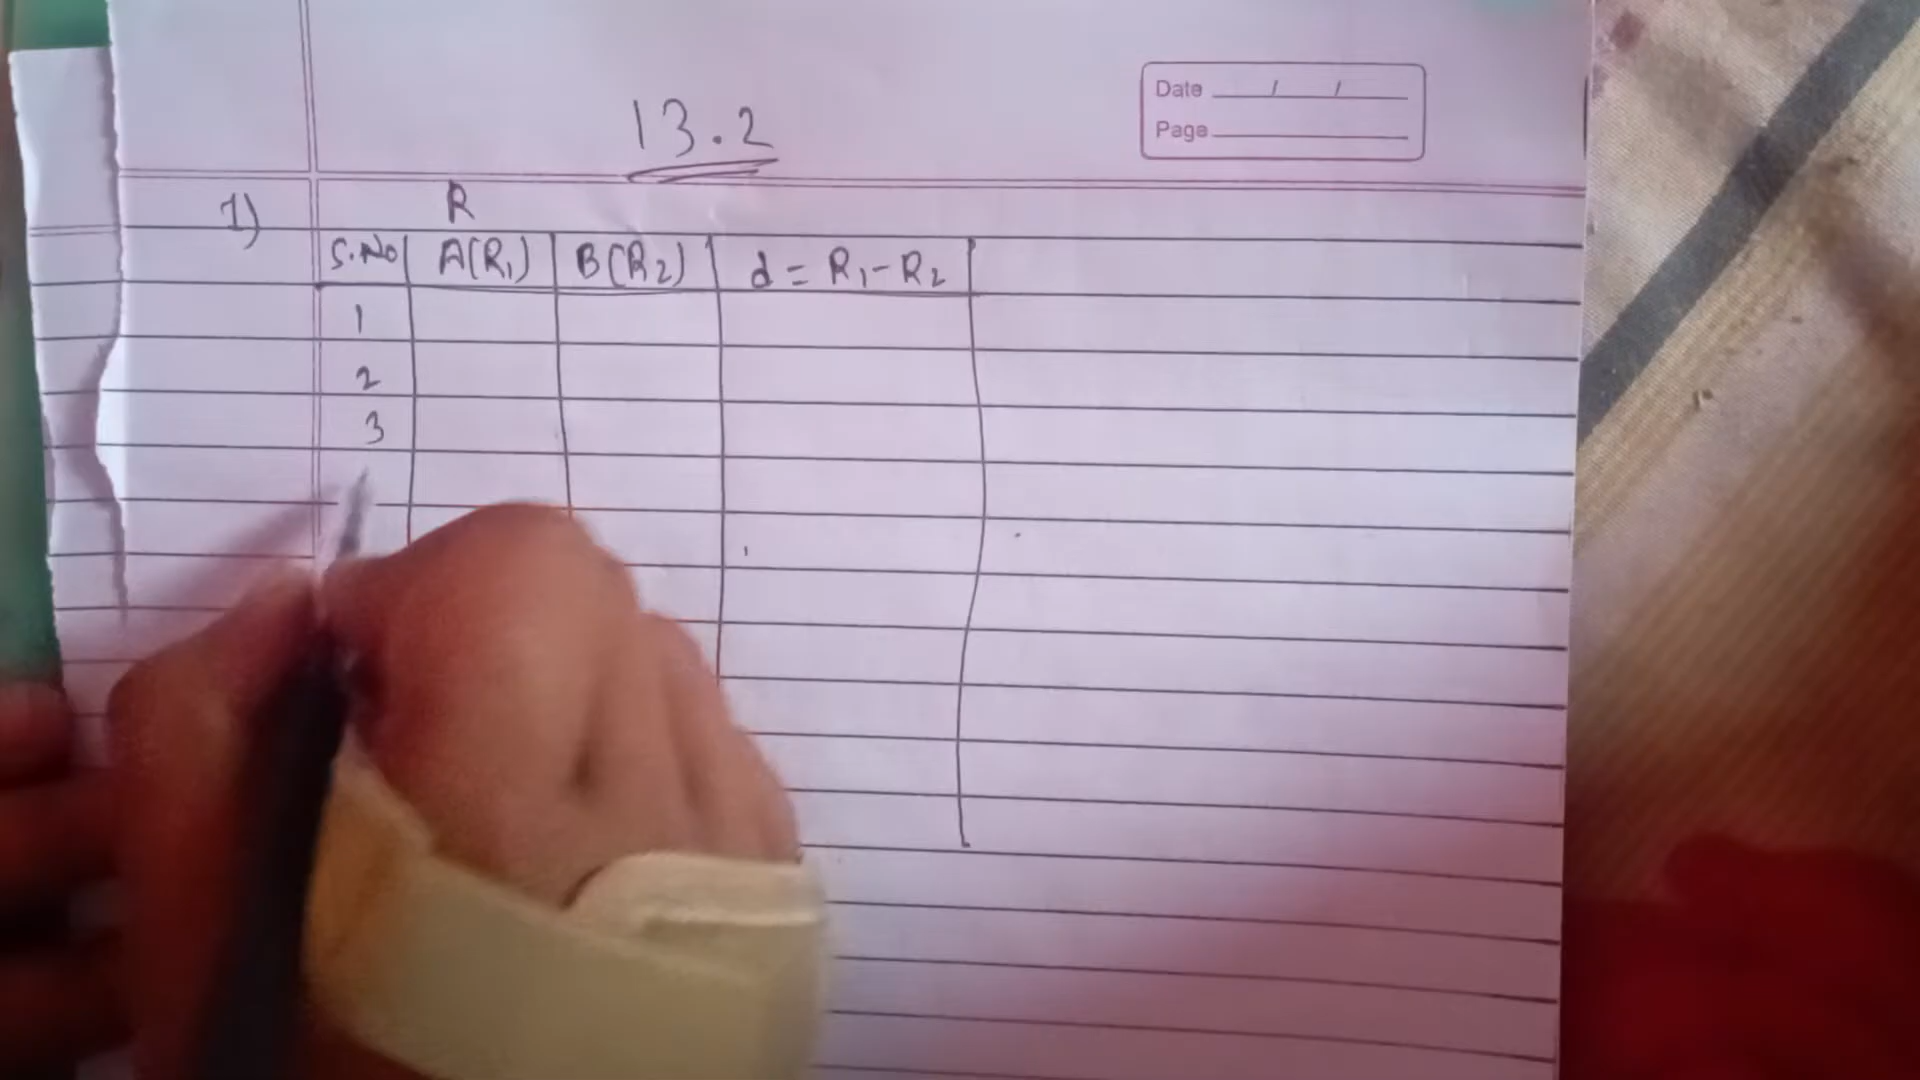 13.2
Date / /
Page
1) R
S.No A(R₁) B(R₂) d = R₁ - R₂
1
2
3